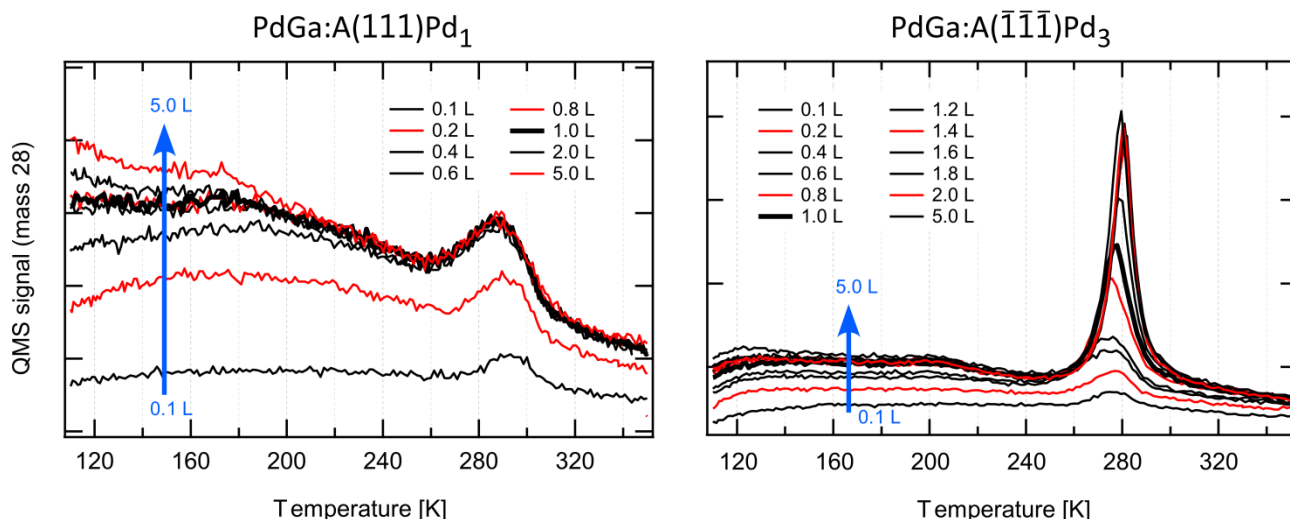 PdGa:A(111)Pd₁
PdGa:A(1̅1̅1̅)Pd₃
QMS signal (mass 28)
5.0 L
0.1 L
0.1 L
0.2 L
0.4 L
0.6 L
0.8 L
1.0 L
2.0 L
5.0 L
120
160
200
240
280
320
Temperature [K]
0.1 L
0.2 L
0.4 L
0.6 L
0.8 L
1.0 L
1.2 L
1.4 L
1.6 L
1.8 L
2.0 L
5.0 L
5.0 L
0.1 L
120
160
200
240
280
320
Temperature [K]